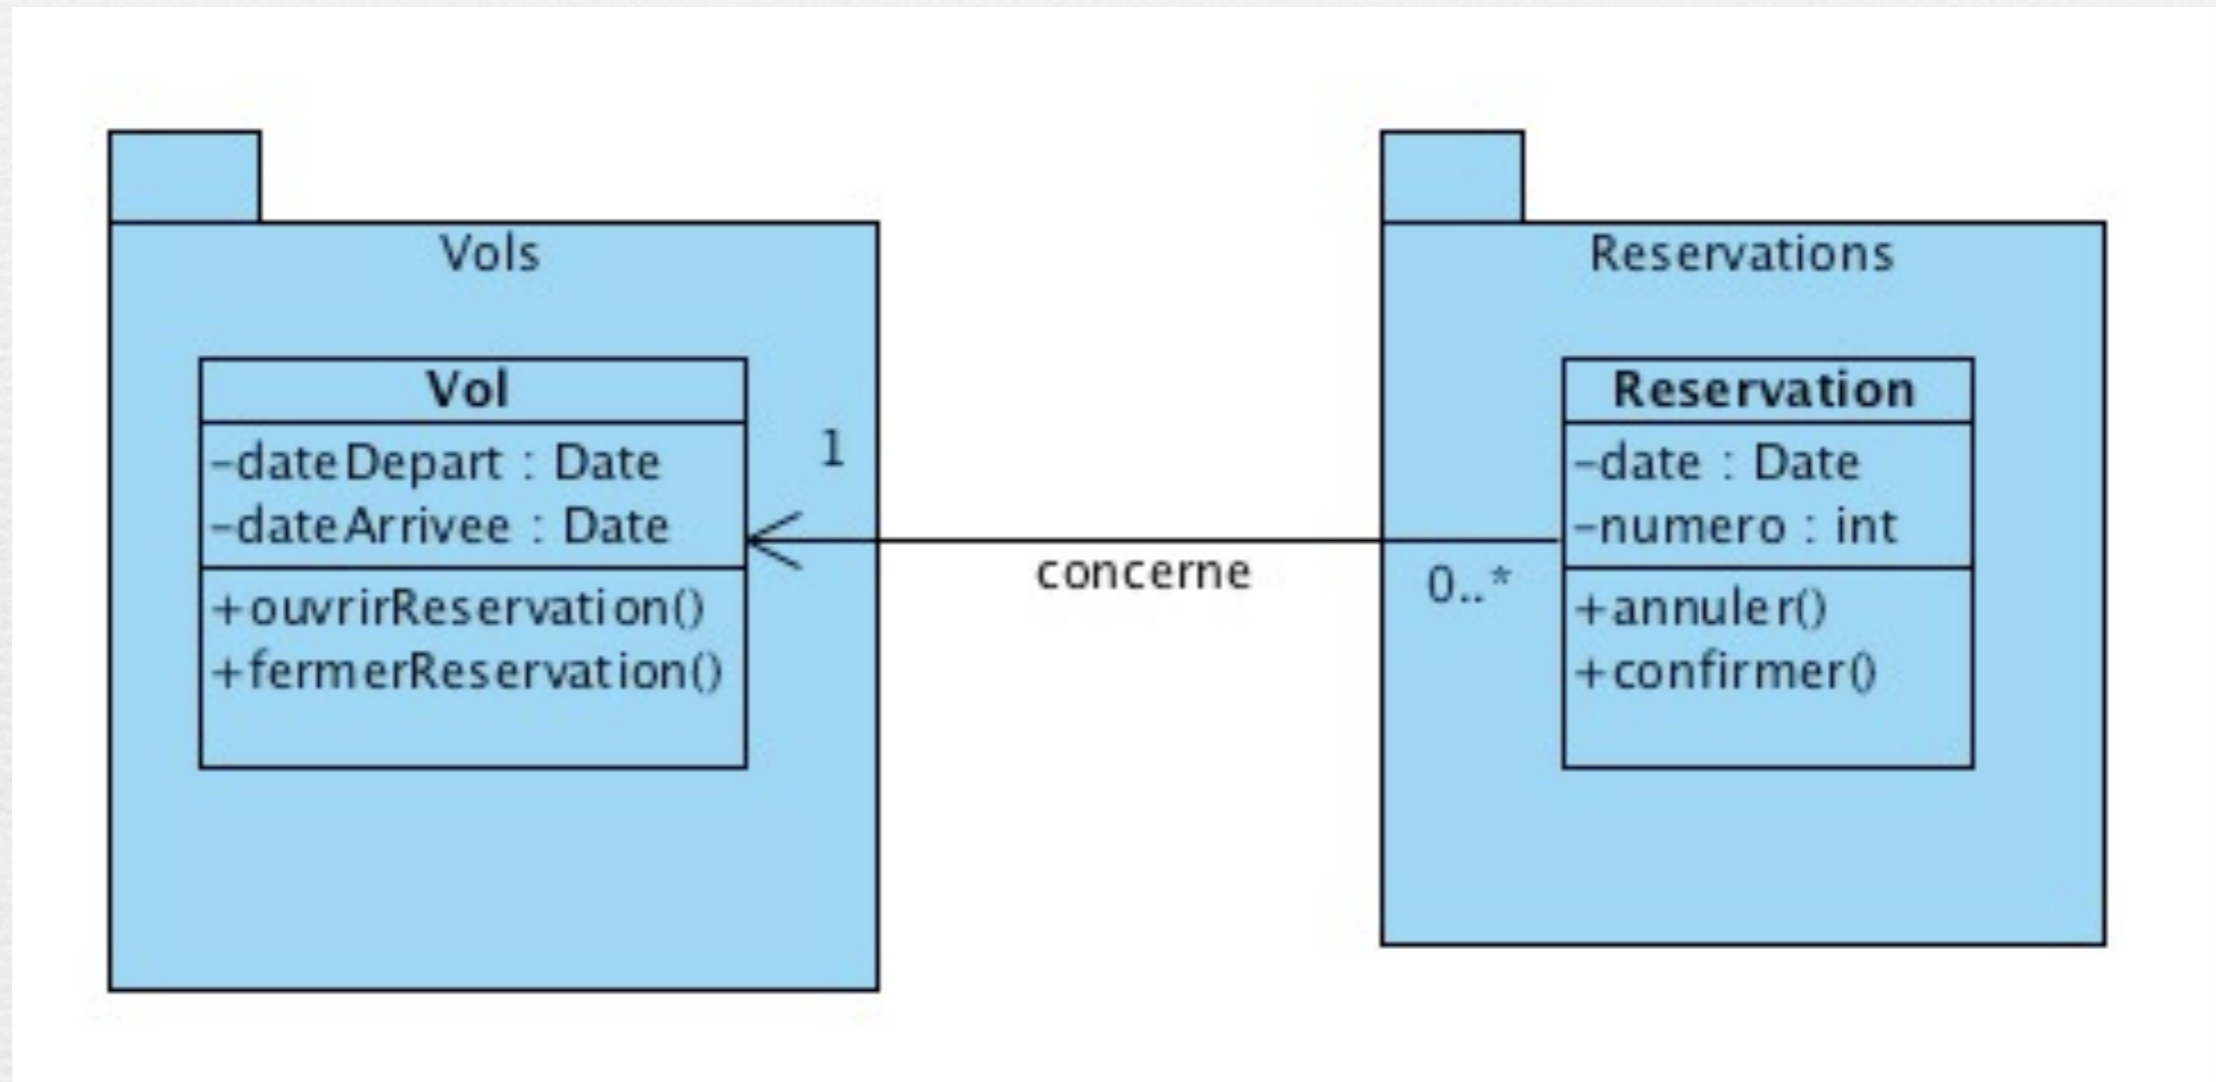 Vols
Vol
-dateDepart : Date
-dateArrivee : Date
+ouvrirReservation()
+fermerReservation()
1
concerne
0..*
Reservations
Reservation
-date : Date
-numero : int
+annuler()
+confirmer()